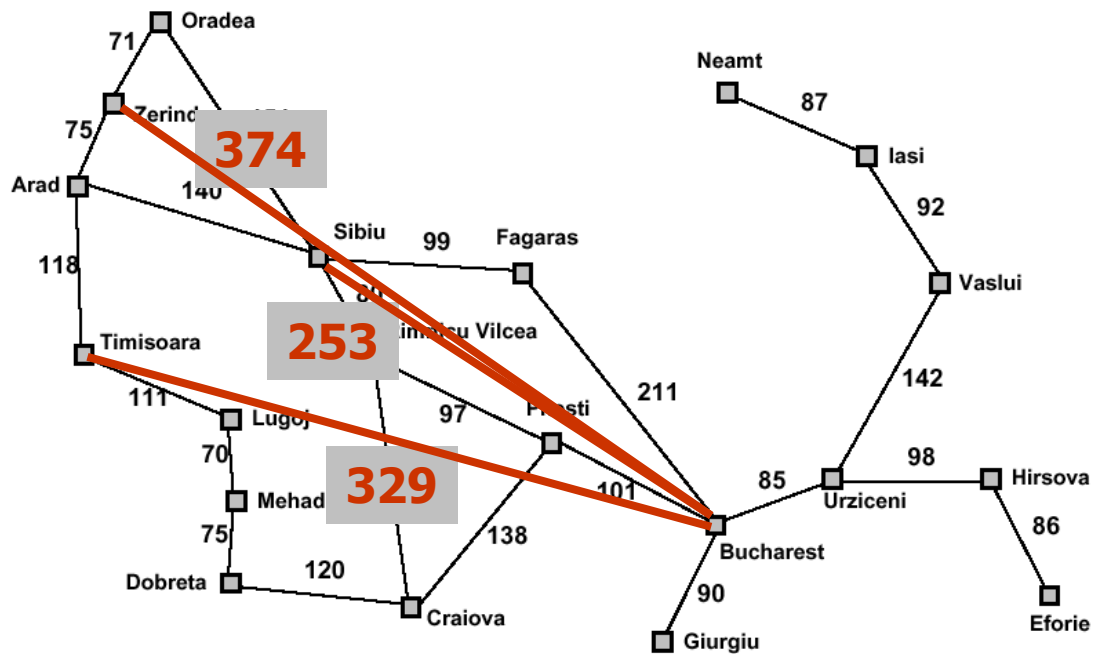 Oradea
71
Neamt
87
Zerind
75
374
Iasi
Arad
140
92
Sibiu
99
Fagaras
118
80
Vaslui
253
Vilcea
Timisoara
142
111
97
211
Lugoj
70
98
329
101
85
Hirsova
Mehad
Urziceni
75
138
86
Bucharest
120
Dobreta
90
Craiova
Eforie
Giurgiu